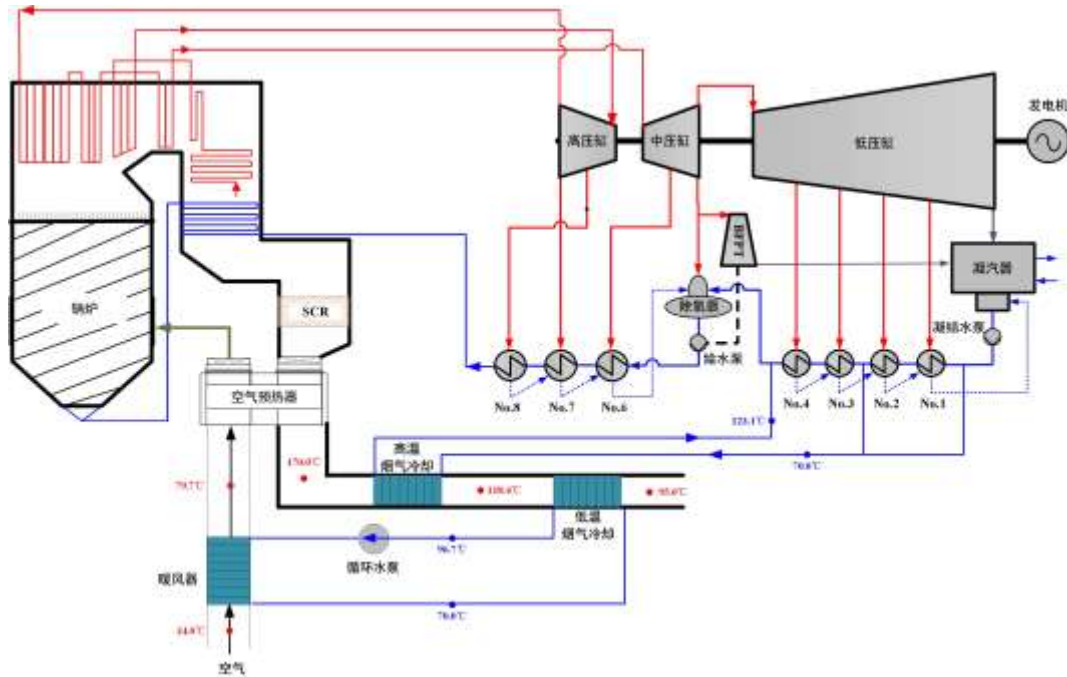 发电机
高压缸
中压缸
低压缸
BFPT
凝汽器
SCR
锅炉
除氧器
凝结水泵
给水泵
空气预热器
No.8
No.7
No.6
No.4
No.3
No.2
No.1
高温
烟气冷却
低温
烟气冷却
循环水泵
暖风器
空气